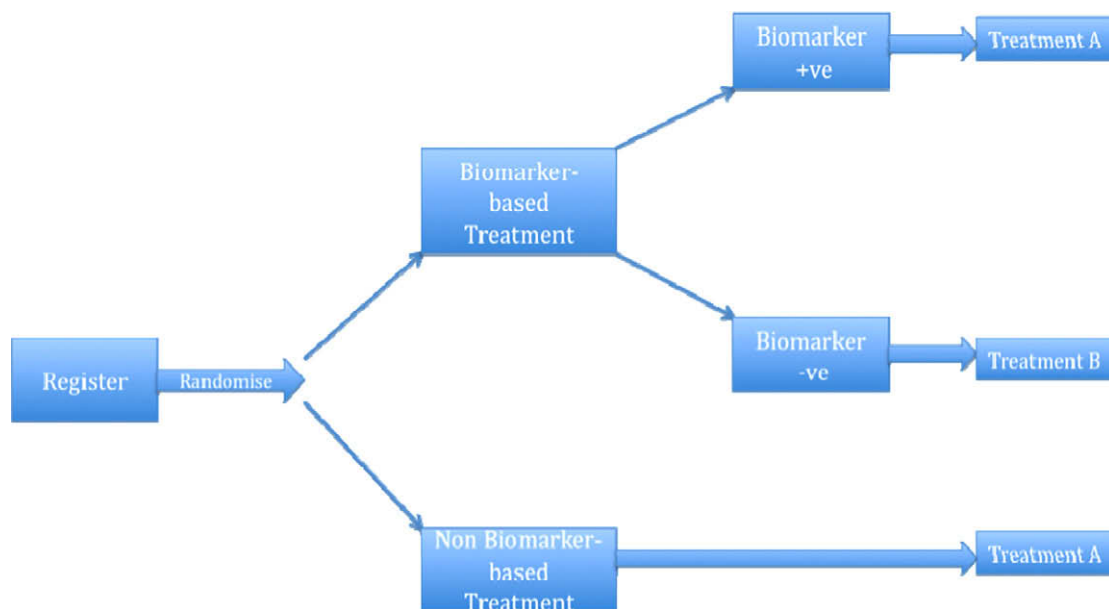 Biomarker
+ve
Treatment A
Biomarker-
based
Treatment
Register
Randomise
Biomarker
-ve
Treatment B
Non Biomarker-
based
Treatment
Treatment A